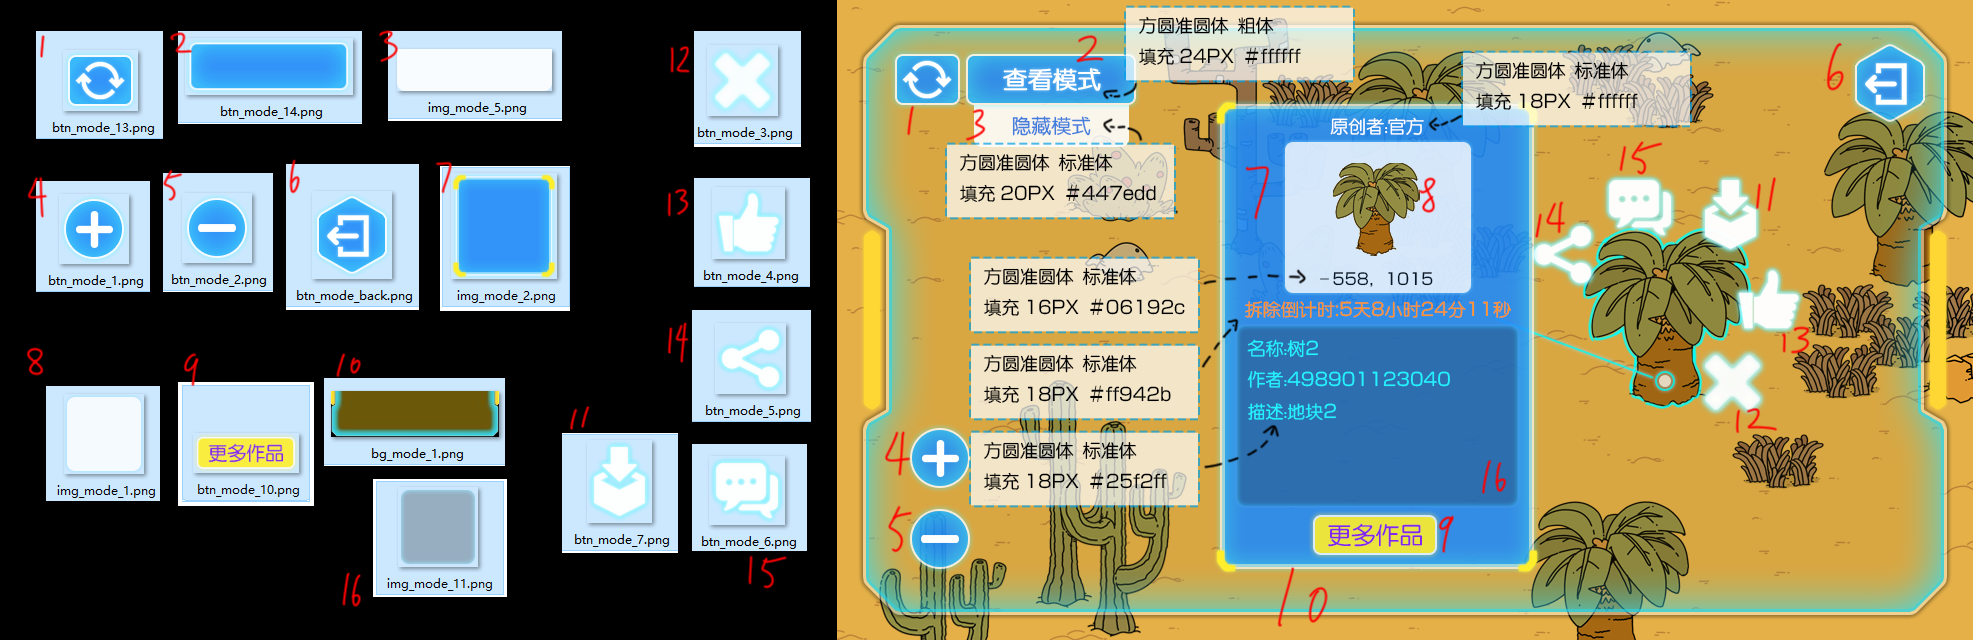 1
btn_mode_13.png
2
btn_mode_14.png
3
img_mode_5.png
12
btn_mode_3.png
4
btn_mode_1.png
5
btn_mode_2.png
6
btn_mode_back.png
7
img_mode_2.png
13
btn_mode_4.png
14
btn_mode_5.png
8
img_mode_1.png
9
更多作品
btn_mode_10.png
10
bg_mode_1.png
11
btn_mode_7.png
btn_mode_6.png
15
16
img_mode_11.png
方圆准圆体 粗体
填充 24PX #ffffff
2
查看模式
1
3
隐藏模式
方圆准圆体 标准体
填充 18PX #ffffff
6
原创者:官方
方圆准圆体 标准体
填充 20PX #447edd
7
8
15
14
11
方圆准圆体 标准体
填充 16PX #06192c
-558, 1015
拆除倒计时:5天8小时24分11秒
13
12
方圆准圆体 标准体
填充 18PX #ff942b
名称:树2
作者:498901123040
描述:地块2
4
方圆准圆体 标准体
填充 18PX #25f2ff
16
5
更多作品
9
10